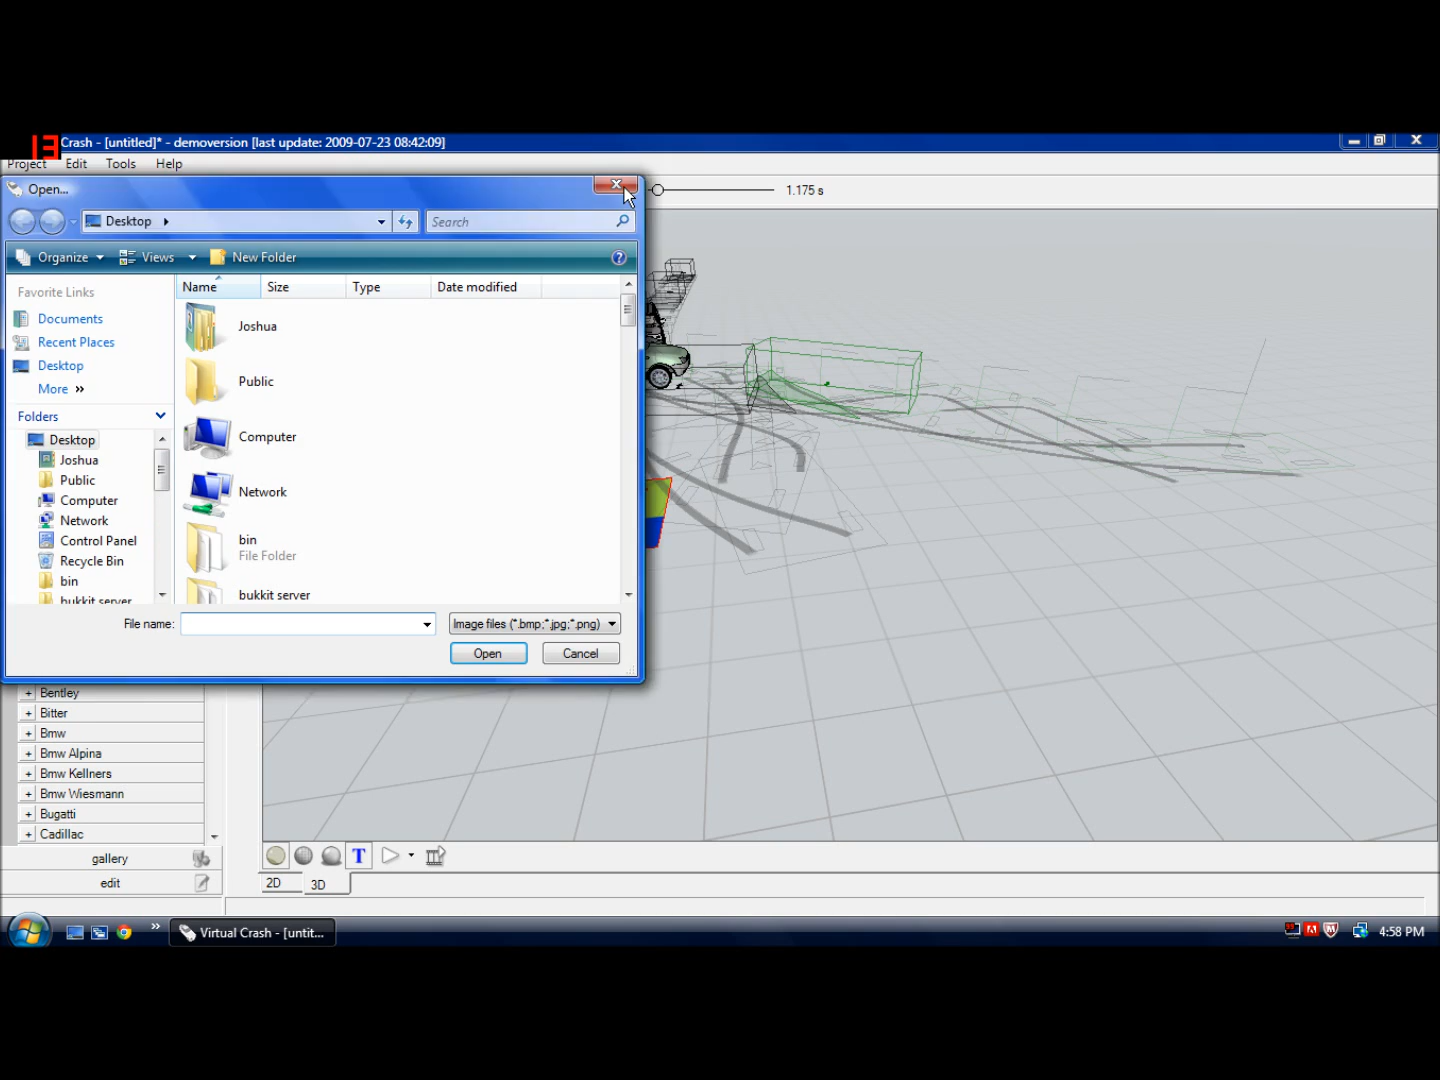 Crash - [untitled]* - demoversion [last update: 2009-07-23 08:42:09]
Project Edit Tools Help
Open...
1.175 s
Desktop
Search
Organize Views New Folder
Favorite Links
Documents
Recent Places
Desktop
More »
Folders
Desktop
Joshua
Public
Computer
Network
Control Panel
Recycle Bin
bin
bukkit server
Name Size Type Date modified
Joshua
Public
Computer
Network
bin
File Folder
bukkit server
File name:
Image files (*.bmp;*.jpg;*.png)
Open Cancel
Bentley
Bitter
Bmw
Bmw Alpina
Bmw Kellners
Bmw Wiesmann
Bugatti
Cadillac
gallery
edit
T
2D 3D
Virtual Crash - [untit...
4:58 PM